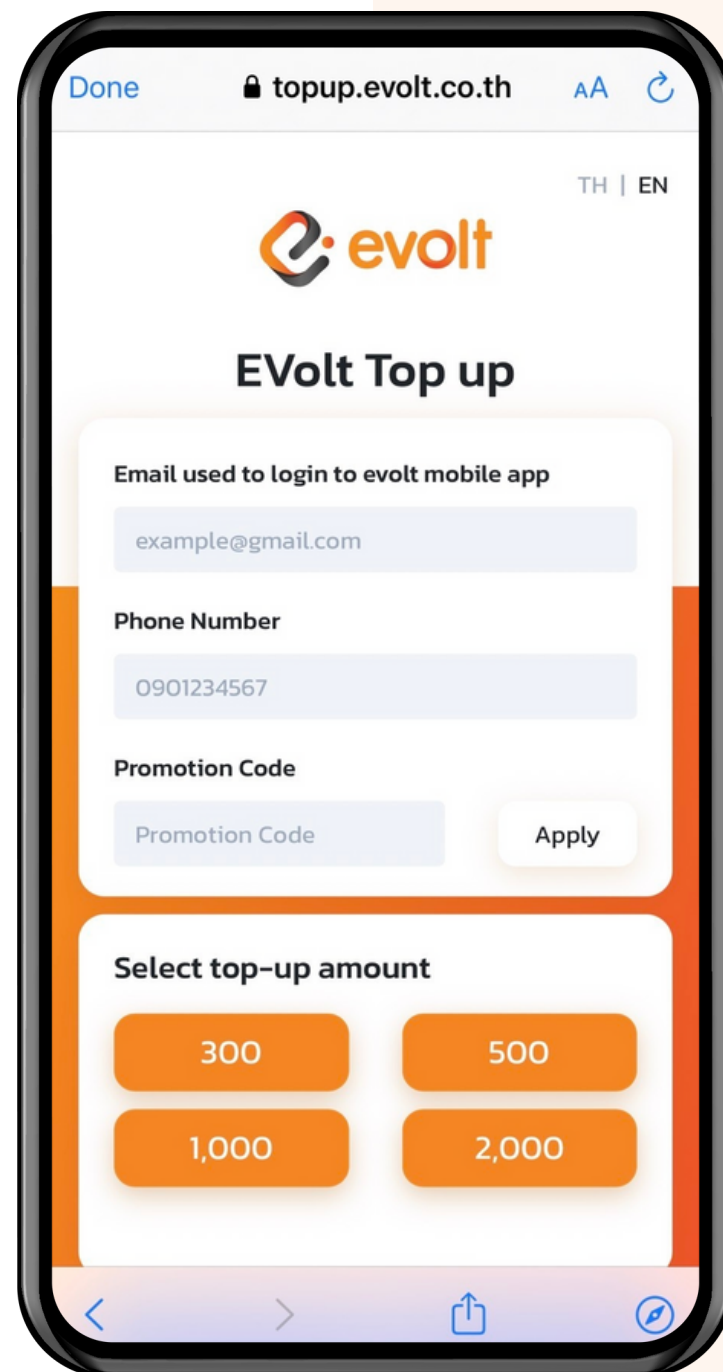 Done topup.evolt.co.th AA
TH | EN
evolt
EVolt Top up
Email used to login to evolt mobile app
example@gmail.com
Phone Number
0901234567
Promotion Code
Promotion Code Apply
Select top-up amount
300 500
1,000 2,000